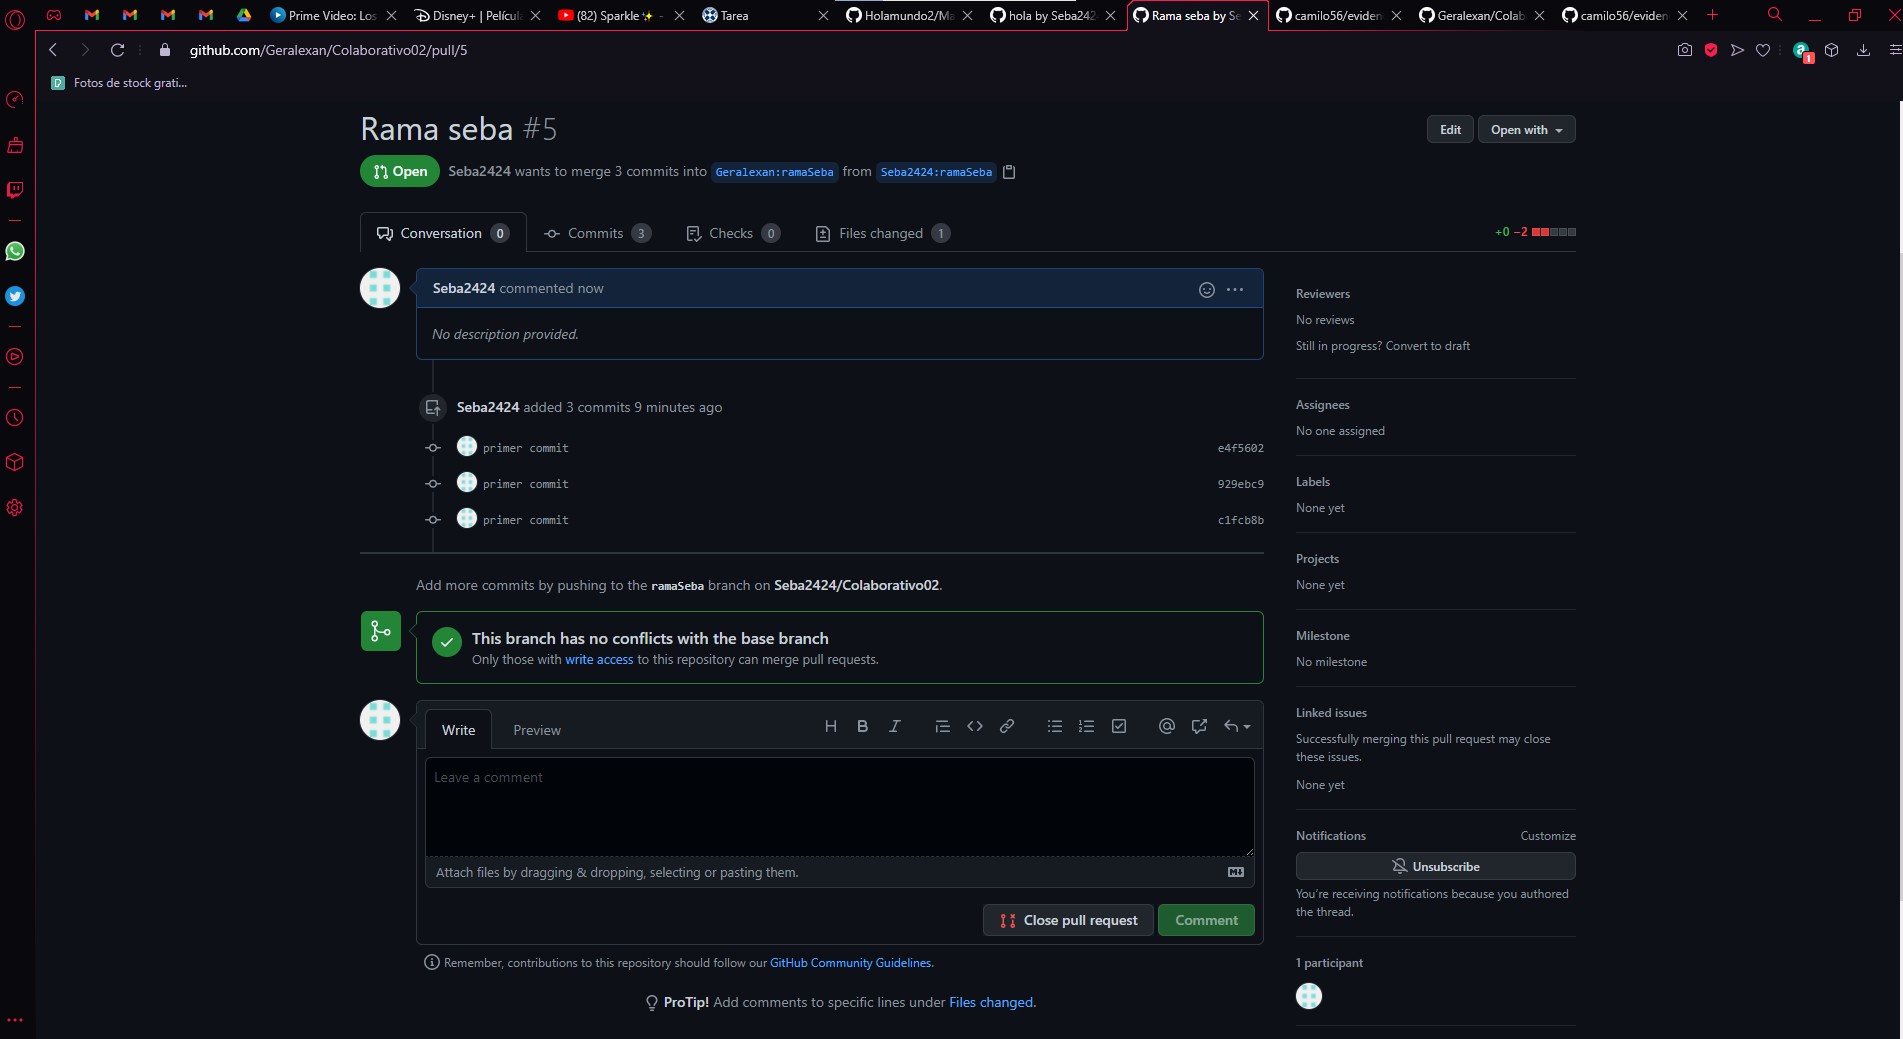 Prime Video: Los
Disney+ | Películ
(82) Sparkle✨ -
Tarea
Holamundo2/Ma
hola by Seba242
Rama seba by Se
camilo56/eviden
Geralexan/Colab
camilo56/eviden
github.com/Geralexan/Colaborativo02/pull/5
1
Fotos de stock grati...
Rama seba #5
Edit
Open with
Open
Seba2424 wants to merge 3 commits into Geralexan:ramaSeba from Seba2424:ramaSeba
Conversation 0
Commits 3
Checks 0
Files changed 1
+0 −2
Seba2424 commented now
No description provided.
Seba2424 added 3 commits 9 minutes ago
primer commit e4f5602
primer commit 929ebc9
primer commit c1fcb8b
Add more commits by pushing to the ramaSeba branch on Seba2424/Colaborativo02.
This branch has no conflicts with the base branch
Only those with write access to this repository can merge pull requests.
Write
Preview
Leave a comment
Attach files by dragging & dropping, selecting or pasting them.
Close pull request
Comment
Remember, contributions to this repository should follow our GitHub Community Guidelines.
ProTip! Add comments to specific lines under Files changed.
Reviewers
No reviews
Still in progress? Convert to draft
Assignees
No one assigned
Labels
None yet
Projects
None yet
Milestone
No milestone
Linked issues
Successfully merging this pull request may close
these issues.
None yet
Notifications
Customize
Unsubscribe
You're receiving notifications because you authored
the thread.
1 participant